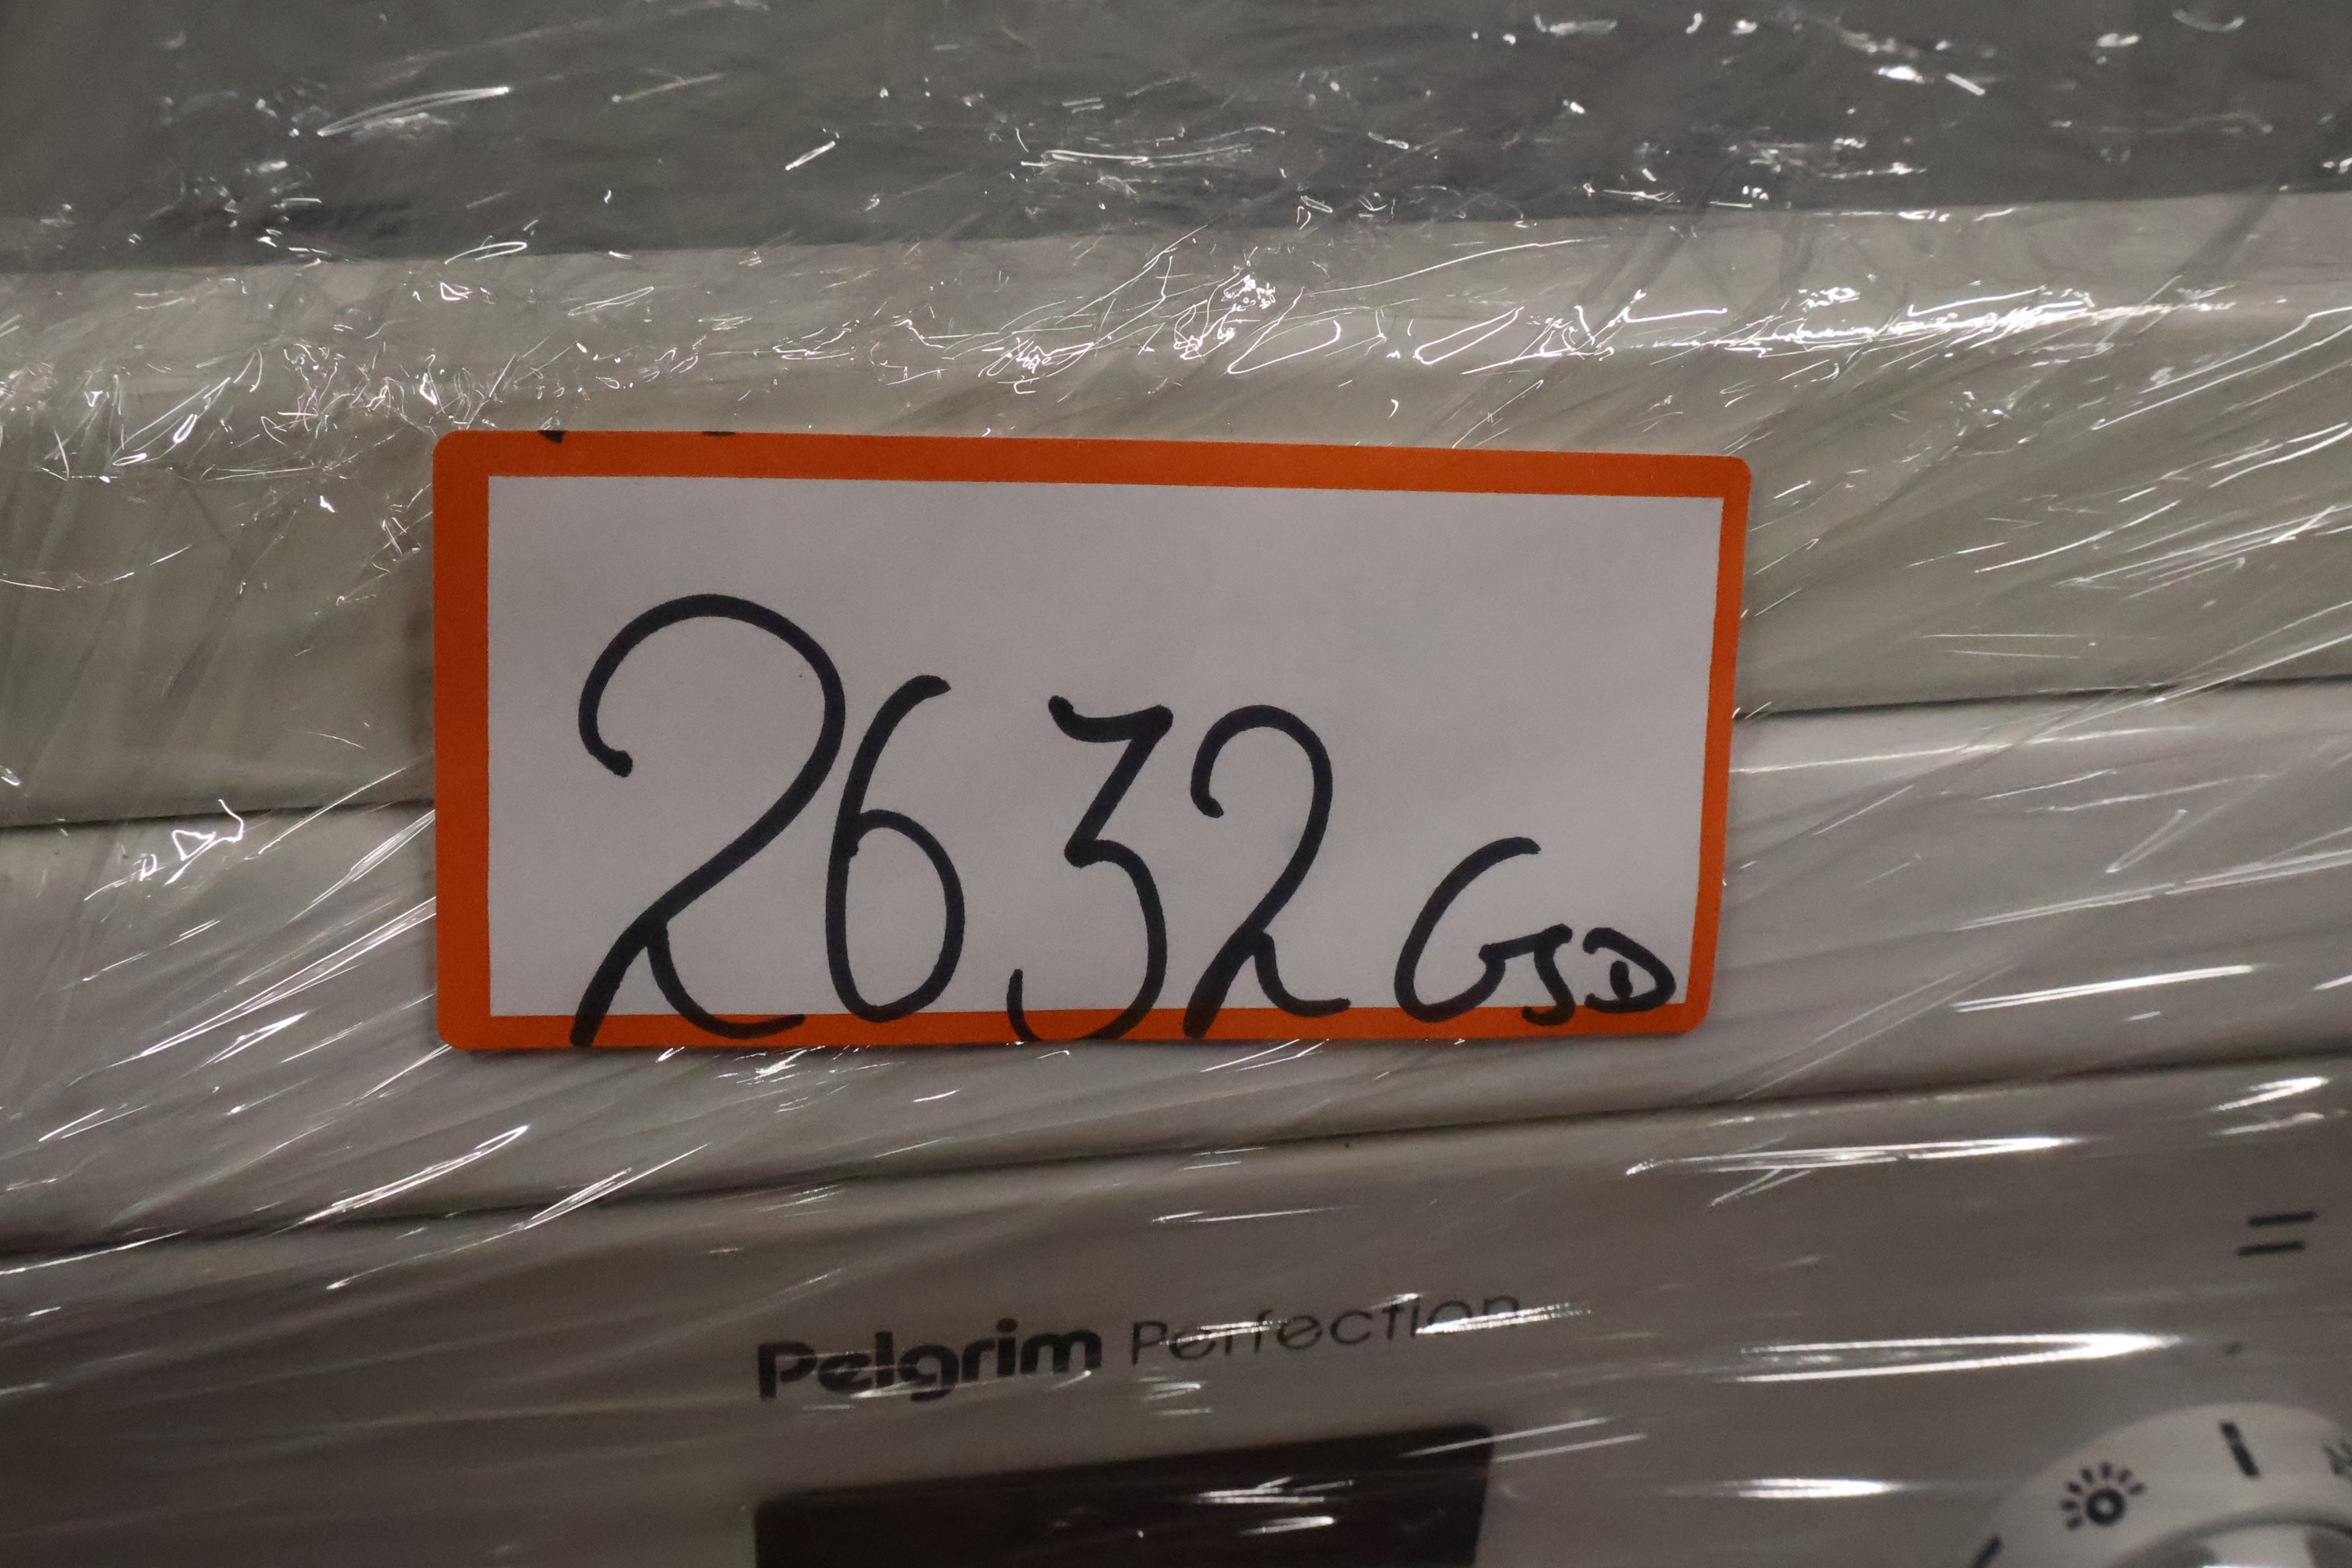 2632 GSD
Pelgrim Perfection